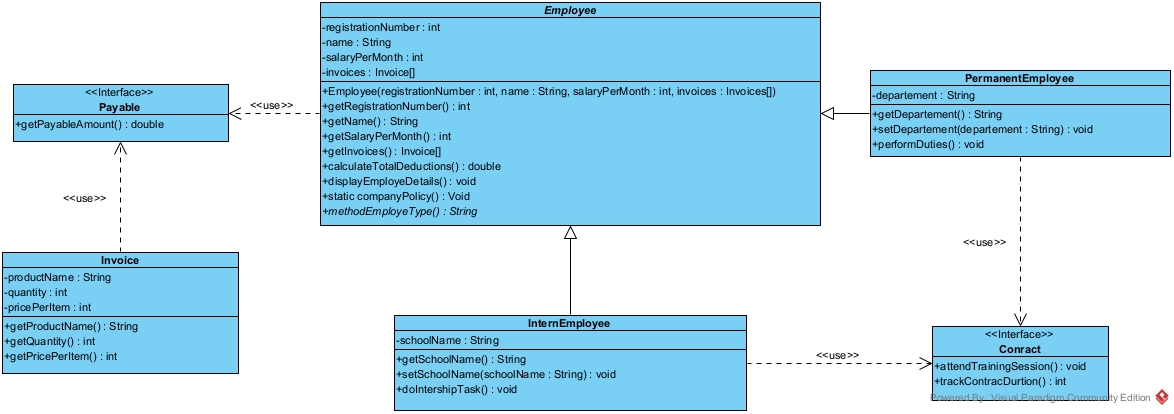 Employee
-registrationNumber : int
-name : String
-salaryPerMonth : int
-invoices : Invoice[]
+Employee(registrationNumber : int, name : String, salaryPerMonth : int, invoices : Invoices[])
+getRegistrationNumber() : int
+getName() : String
+getSalaryPerMonth() : int
+getInvoices() : Invoice[]
+calculateTotalDeductions() : double
+displayEmployeDetails() : void
+static companyPolicy() : Void
+methodEmployeType() : String
<<Interface>>
Payable
+getPayableAmount() : double
<<use>>
PermanentEmployee
-departement : String
+getDepartement() : String
+setDepartement(departement : String) : void
+performDuties() : void
<<use>>
<<use>>
Invoice
-productName : String
-quantity : int
-pricePerItem : int
+getProductName() : String
+getQuantity() : int
+getPricePerItem() : int
InternEmployee
-schoolName : String
+getSchoolName() : String
+setSchoolName(schoolName : String) : void
+doIntershipTask() : void
<<use>>
<<Interface>>
Conract
+attendTrainingSession() : void
+trackContracDurtion() : int
Powered By: Visual Paradigm Community Edition